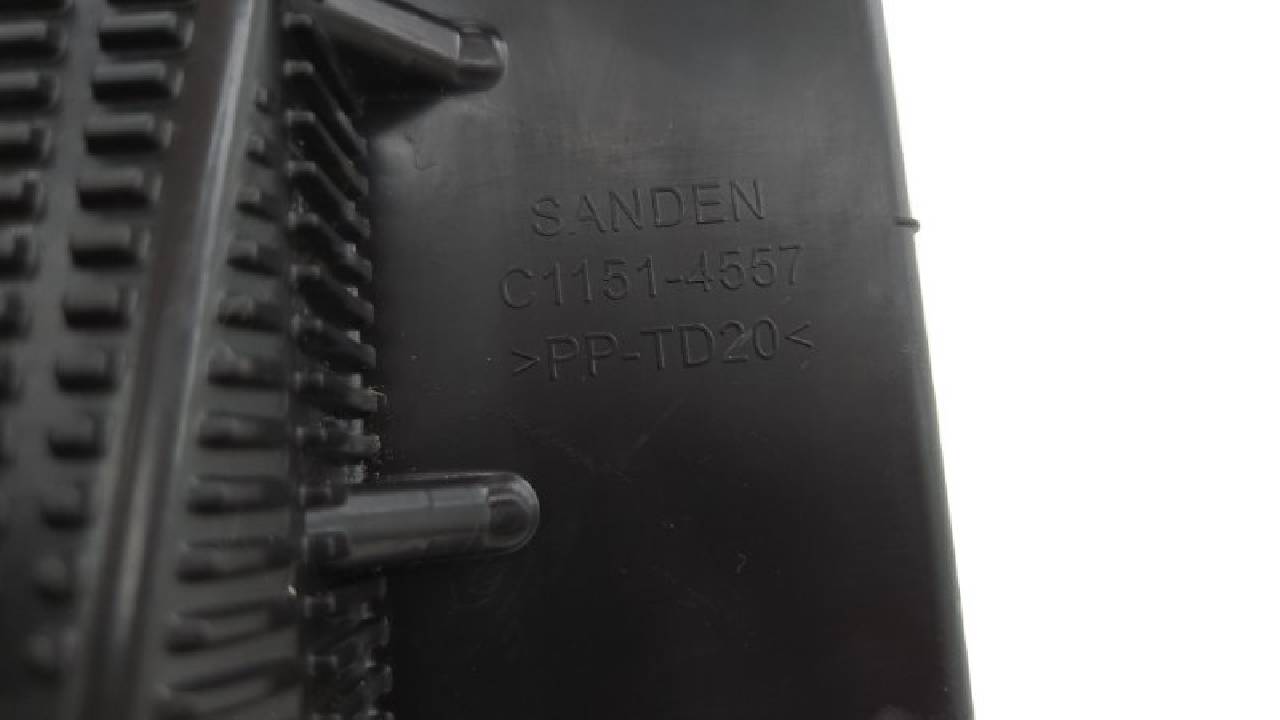 SANDEN
C1151-4557
>PP-TD20<